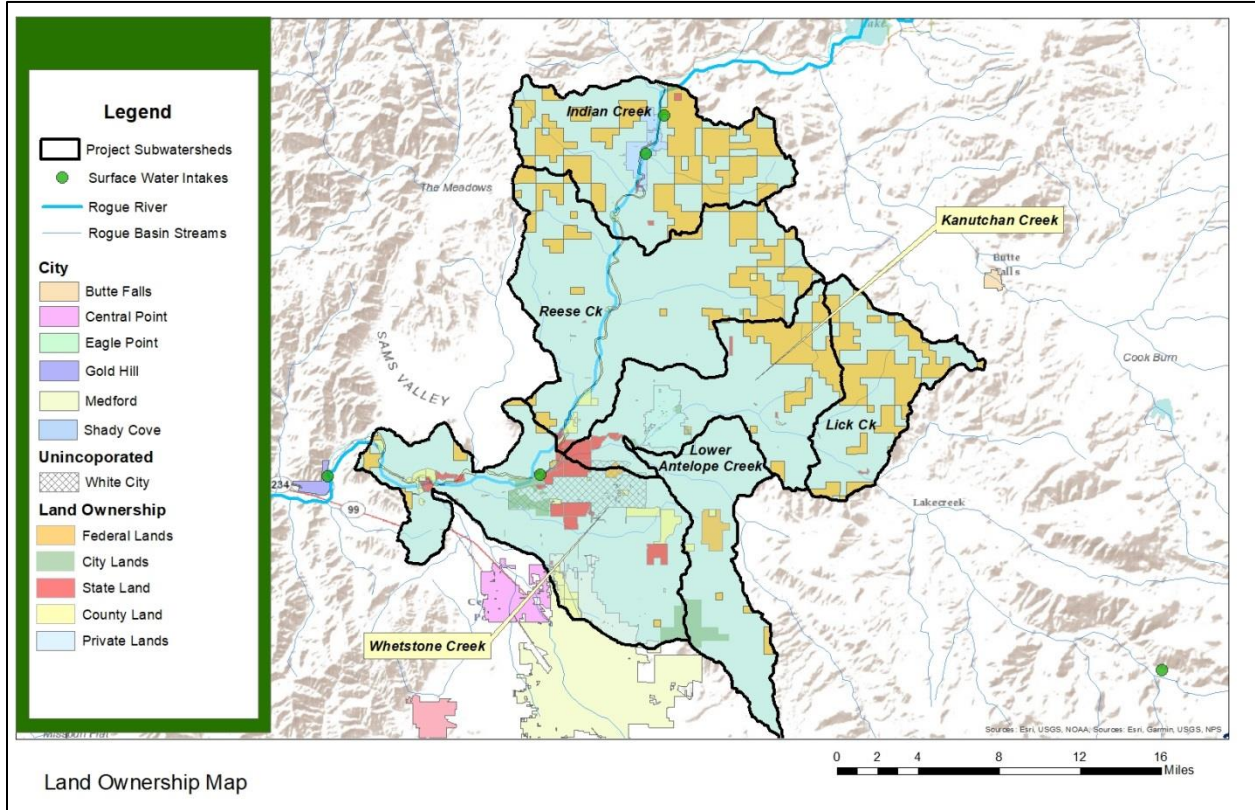 Legend
Project Subwatersheds
Surface Water Intakes
Rogue River
Rogue Basin Streams
City
Butte Falls
Central Point
Eagle Point
Gold Hill
Medford
Shady Cove
Unincoporated
White City
Land Ownership
Federal Lands
City Lands
State Land
County Land
Private Lands
Lake
Indian Creek
The Meadows
Kanutchan Creek
Butte
Reese Ck
SAMS VALLEY
Cook Burn
Lick Ck
Lower
Antelope Creek
234
99
Lakecreek
Whetstone Creek
Sources: Esri, USGS, NOAA; Sources: Esri, Garmin, USGS, NPS
0 2 4 8 12 16
Miles
Land Ownership Map